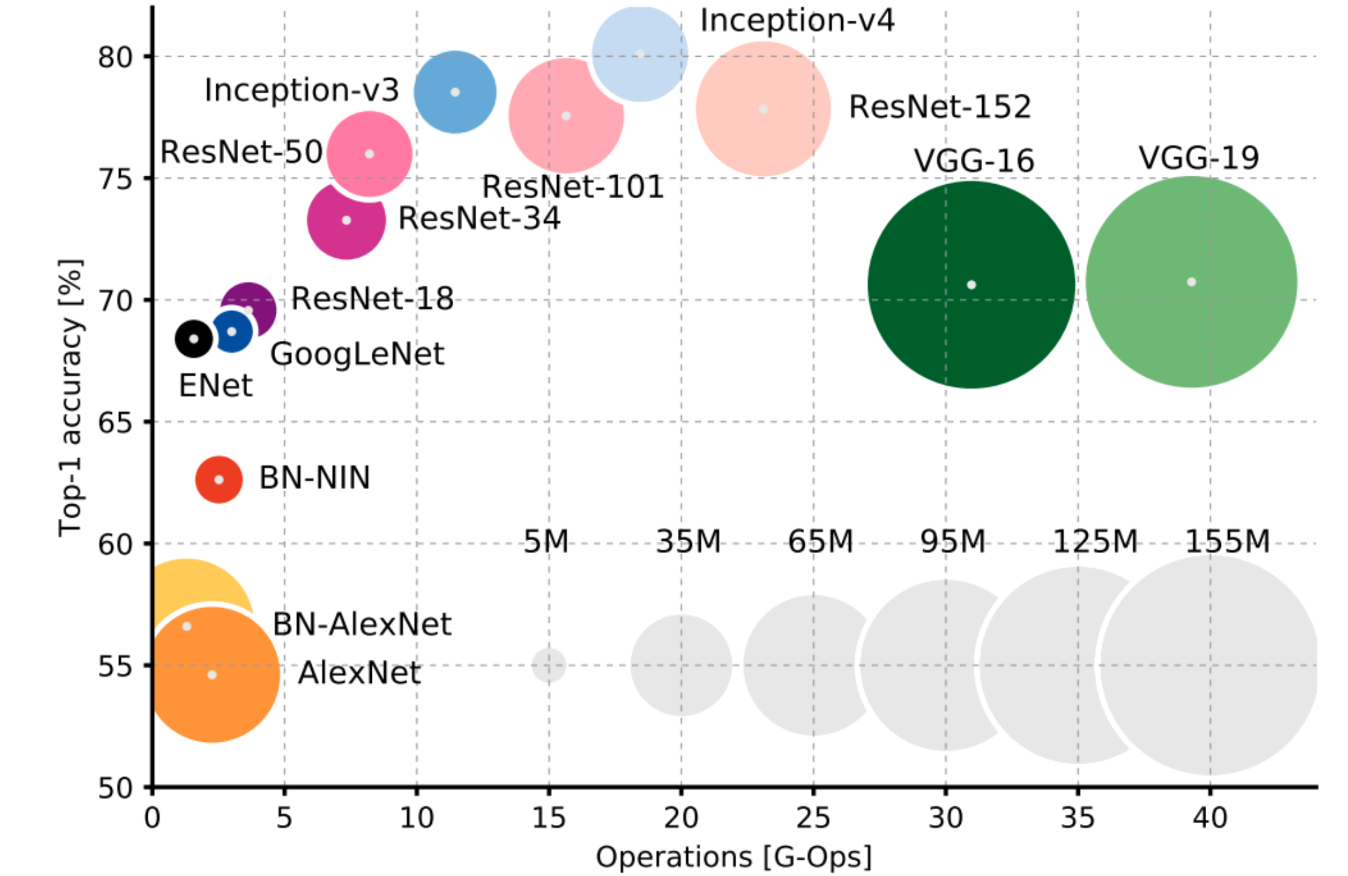 Inception-v4
80
Inception-v3
ResNet-152
ResNet-50
VGG-16
VGG-19
75
ResNet-101
ResNet-34
ResNet-18
70
GoogLeNet
ENet
Top-1 accuracy [%]
65
BN-NIN
60
5M 35M 65M 95M 125M 155M
BN-AlexNet
AlexNet
55
50
0 5 10 15 20 25 30 35 40
Operations [G-Ops]